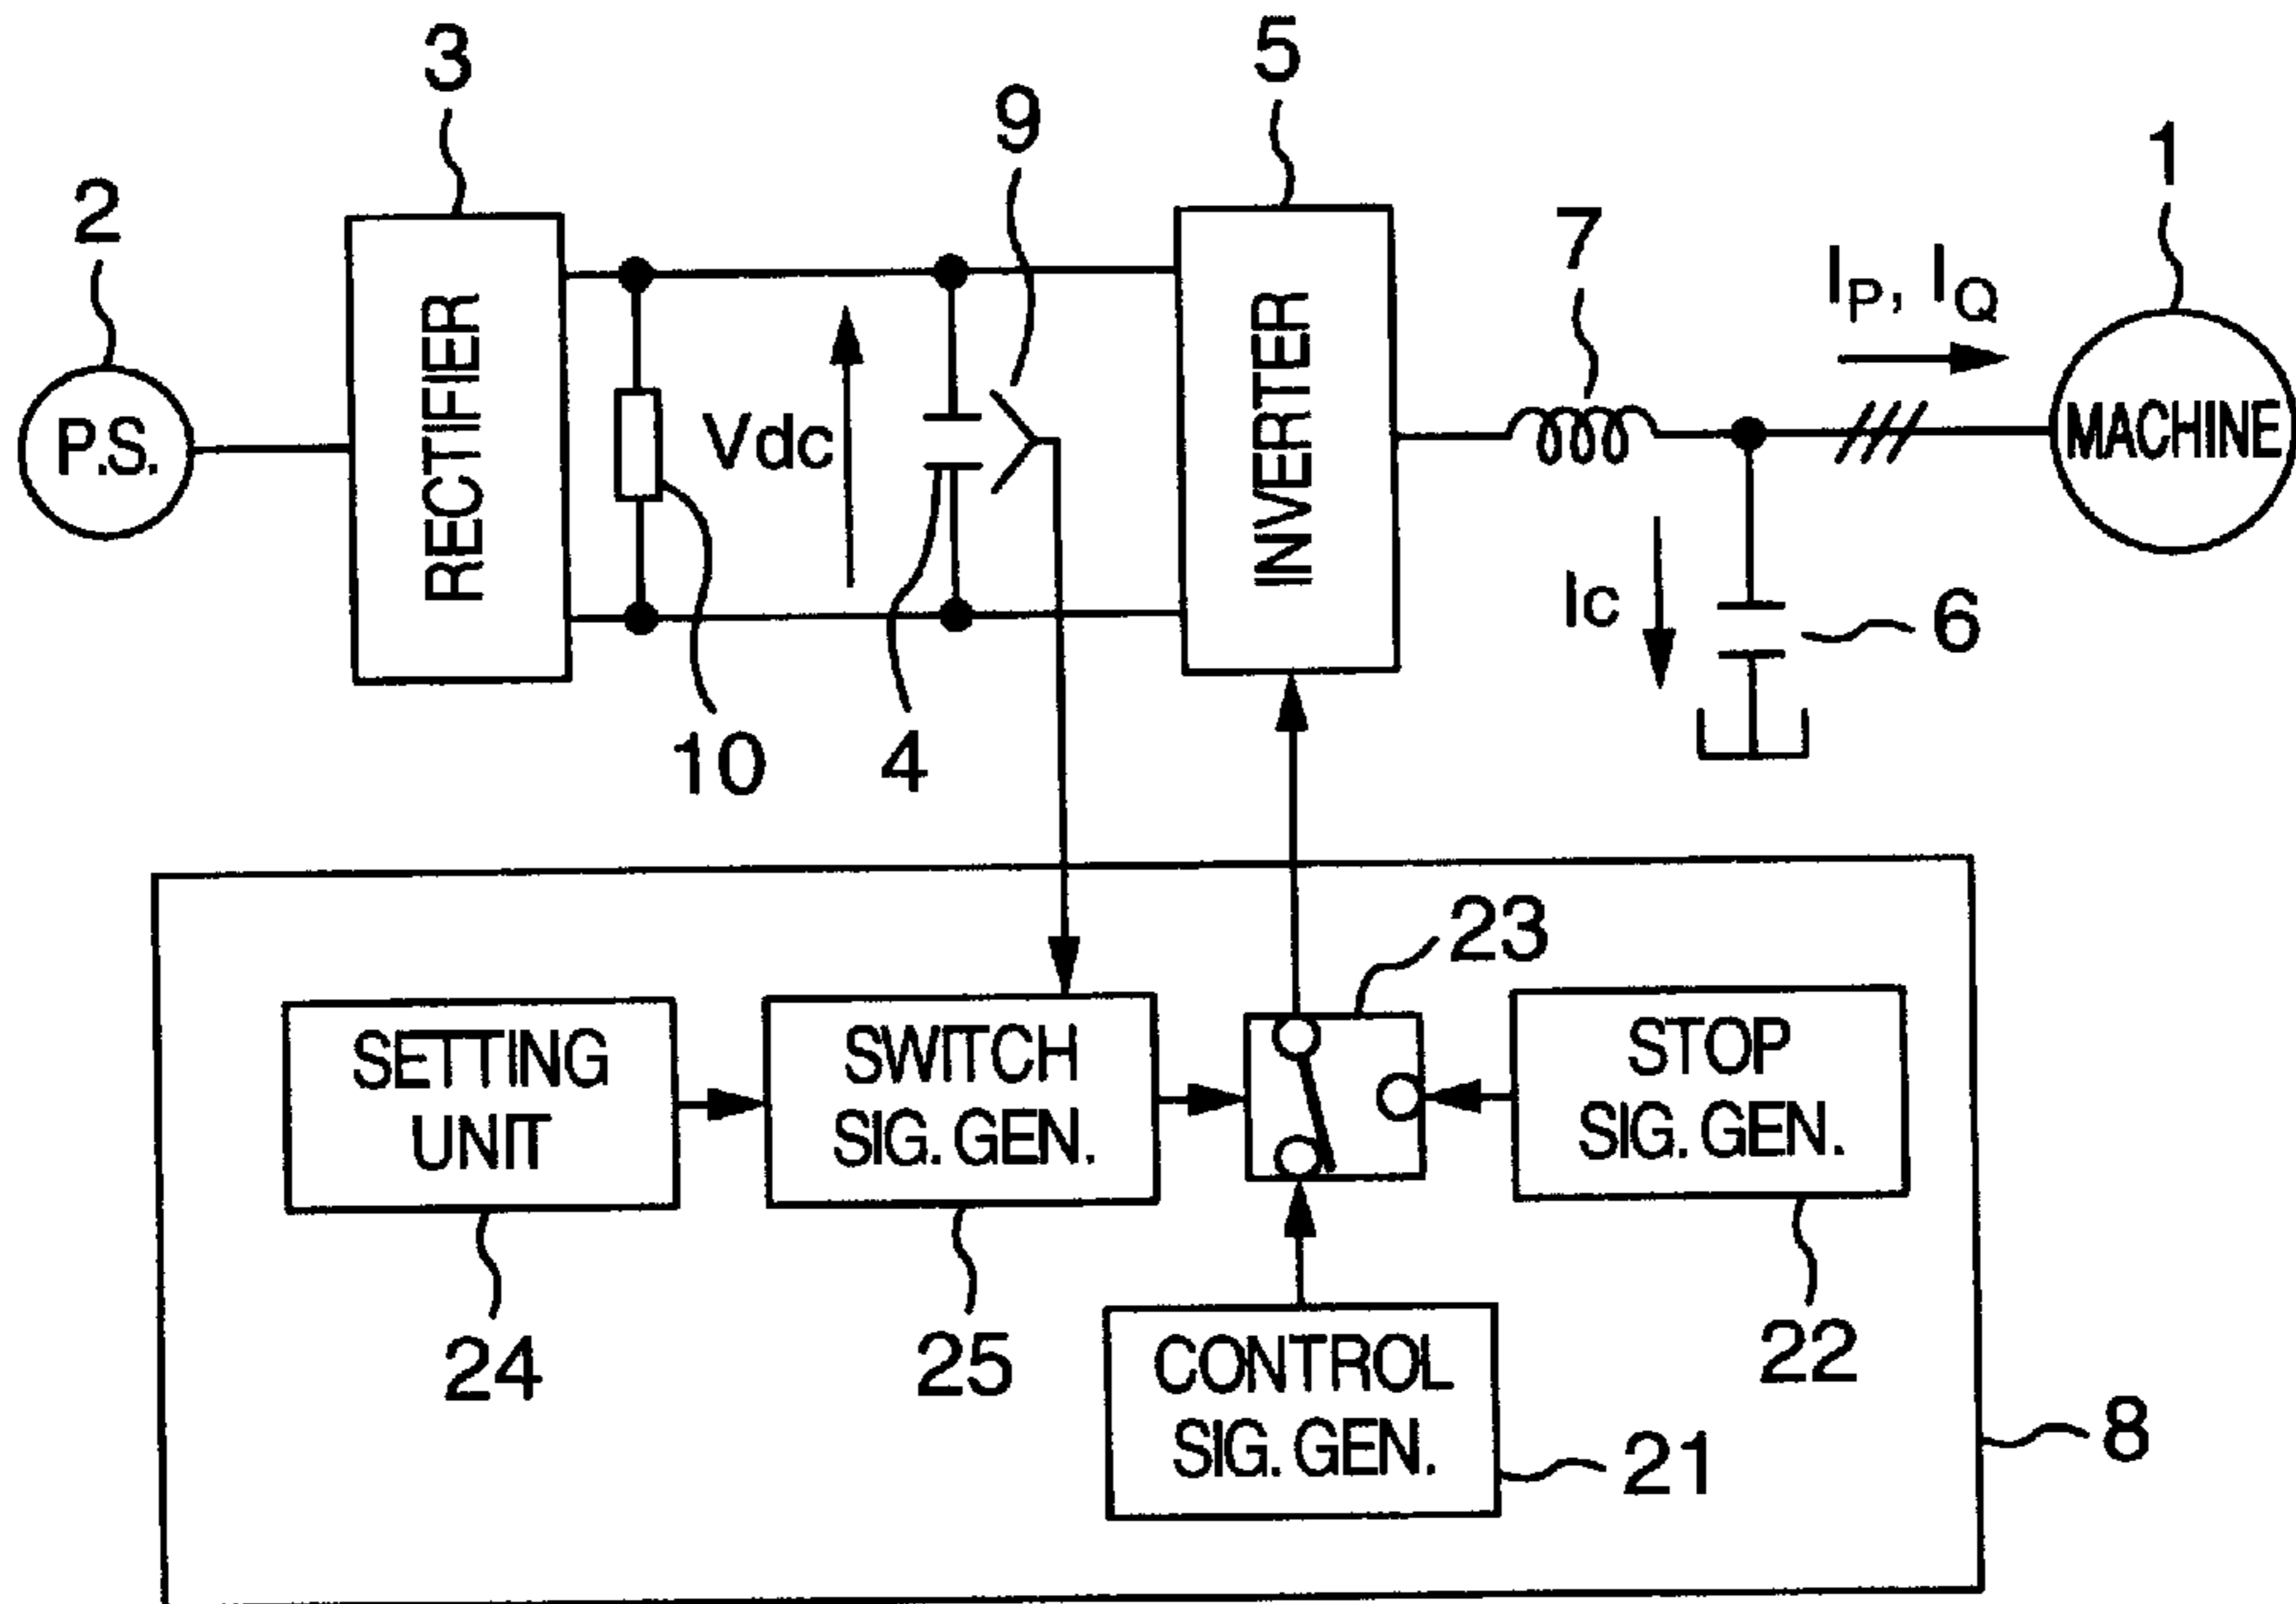 3
5
9
1
2
7
I_P, I_Q
P.S.
RECTIFIER
Vdc
INVERTER
MACHINE
Ic
6
10
4
23
SETTING
UNIT
SWITCH
SIG. GEN.
STOP
SIG. GEN.
24
25
22
CONTROL
SIG. GEN.
21
8